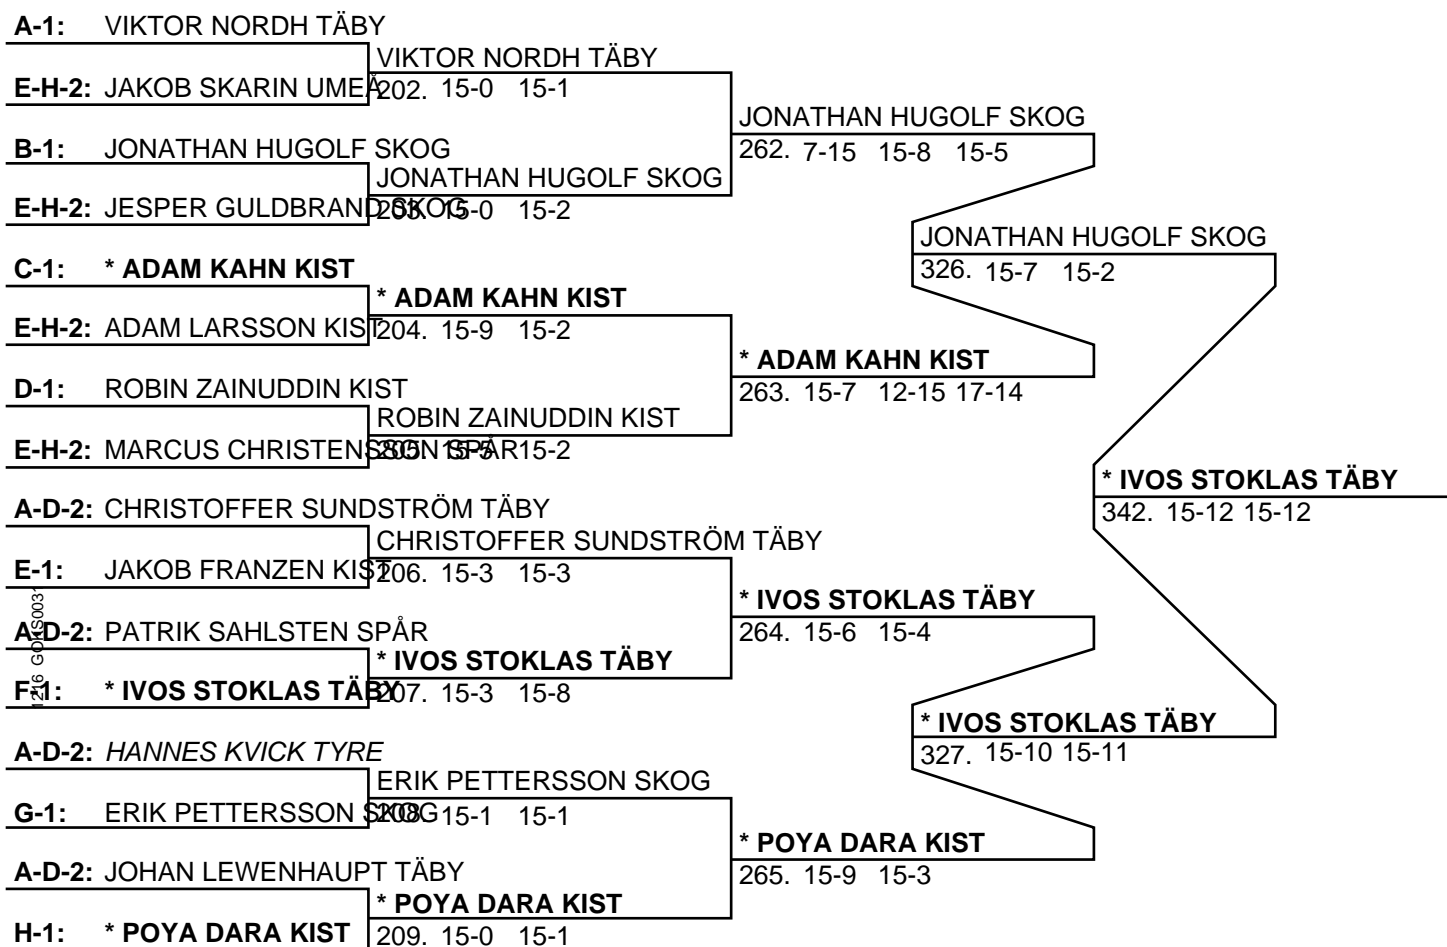 A-1: VIKTOR NORDH TÄBY
VIKTOR NORDH TÄBY
E-H-2: JAKOB SKARIN UMEÅ
202. 15-0 15-1
JONATHAN HUGOLF SKOG
262. 7-15 15-8 15-5
B-1: JONATHAN HUGOLF SKOG
JONATHAN HUGOLF SKOG
E-H-2: JESPER GULDBRAND SKOG
203. 15-0 15-2
JONATHAN HUGOLF SKOG
326. 15-7 15-2
C-1: * ADAM KAHN KIST
* ADAM KAHN KIST
E-H-2: ADAM LARSSON KIST
204. 15-9 15-2
* ADAM KAHN KIST
263. 15-7 12-15 17-14
D-1: ROBIN ZAINUDDIN KIST
ROBIN ZAINUDDIN KIST
E-H-2: MARCUS CHRISTENSSON SPÅR
205. 15-5 15-2
* IVOS STOKLAS TÄBY
342. 15-12 15-12
A-D-2: CHRISTOFFER SUNDSTRÖM TÄBY
CHRISTOFFER SUNDSTRÖM TÄBY
E-1: JAKOB FRANZEN KIST
206. 15-3 15-3
* IVOS STOKLAS TÄBY
264. 15-6 15-4
A-D-2: PATRIK SAHLSTEN SPÅR
* IVOS STOKLAS TÄBY
F-1: * IVOS STOKLAS TÄBY
207. 15-3 15-8
* IVOS STOKLAS TÄBY
327. 15-10 15-11
A-D-2: HANNES KVICK TYRE
ERIK PETTERSSON SKOG
G-1: ERIK PETTERSSON SKOG
208. 15-1 15-1
* POYA DARA KIST
265. 15-9 15-3
A-D-2: JOHAN LEWENHAUPT TÄBY
* POYA DARA KIST
H-1: * POYA DARA KIST
209. 15-0 15-1
1216